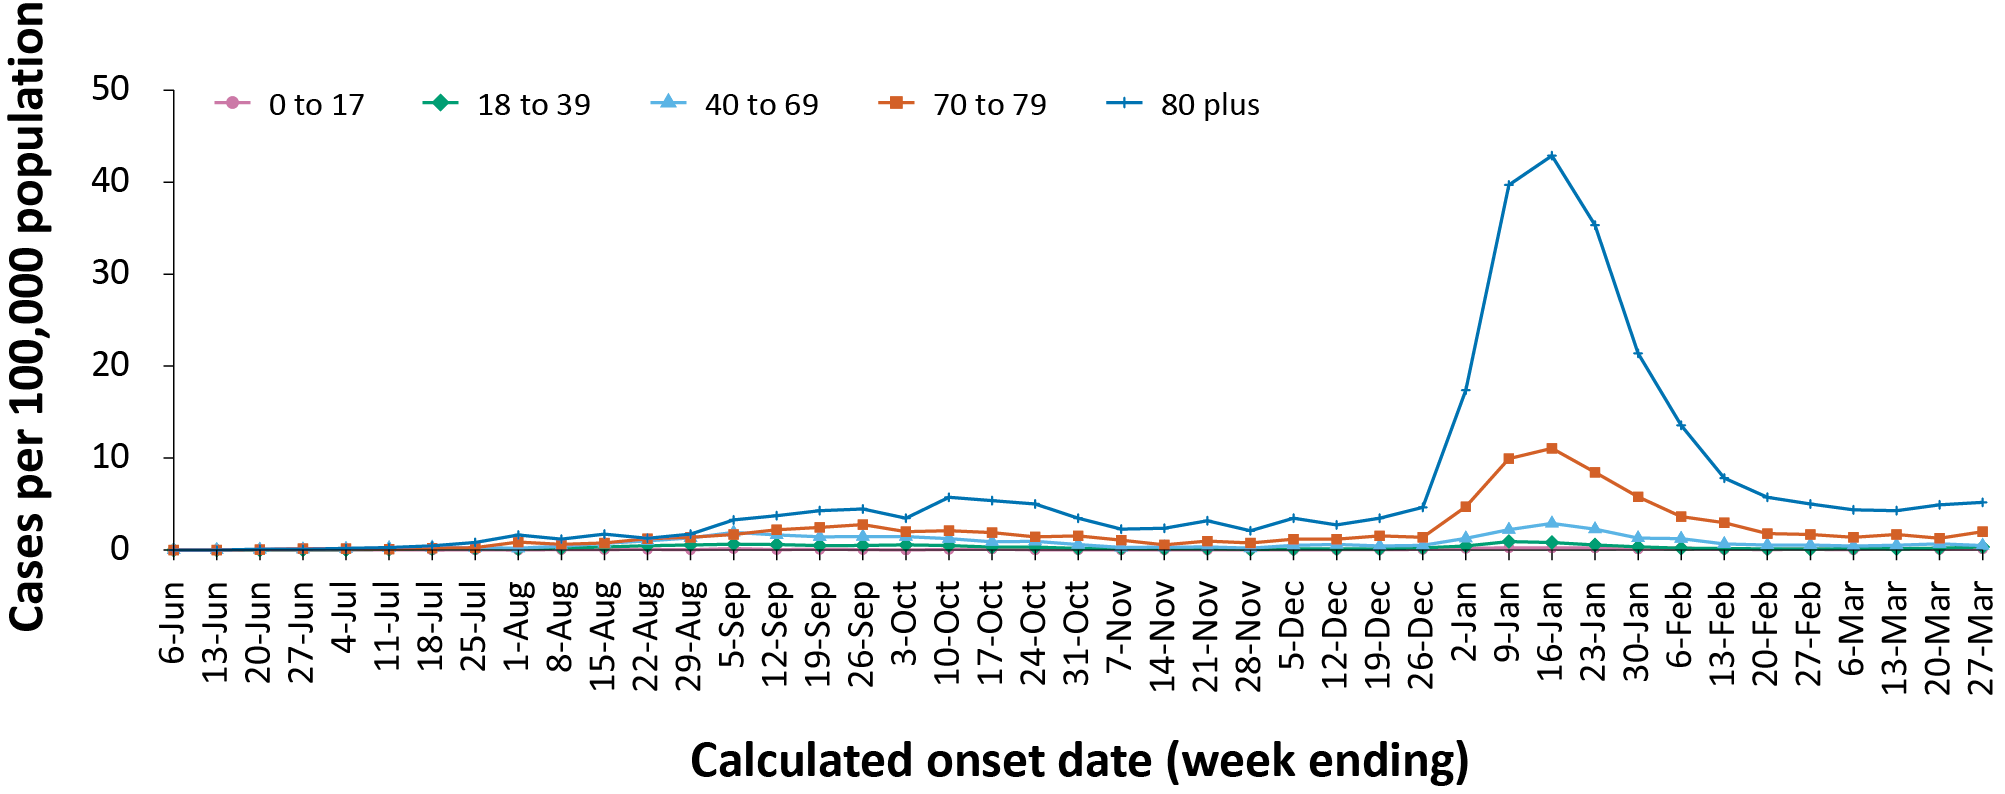 Cases per 100,000 population
50
40
30
20
10
0
0 to 17
18 to 39
40 to 69
70 to 79
80 plus
6-Jun
13-Jun
20-Jun
27-Jun
4-Jul
11-Jul
18-Jul
25-Jul
1-Aug
8-Aug
15-Aug
22-Aug
29-Aug
5-Sep
12-Sep
19-Sep
26-Sep
3-Oct
10-Oct
17-Oct
24-Oct
31-Oct
7-Nov
14-Nov
21-Nov
28-Nov
5-Dec
12-Dec
19-Dec
26-Dec
2-Jan
9-Jan
16-Jan
23-Jan
30-Jan
6-Feb
13-Feb
20-Feb
27-Feb
6-Mar
13-Mar
20-Mar
27-Mar
Calculated onset date (week ending)